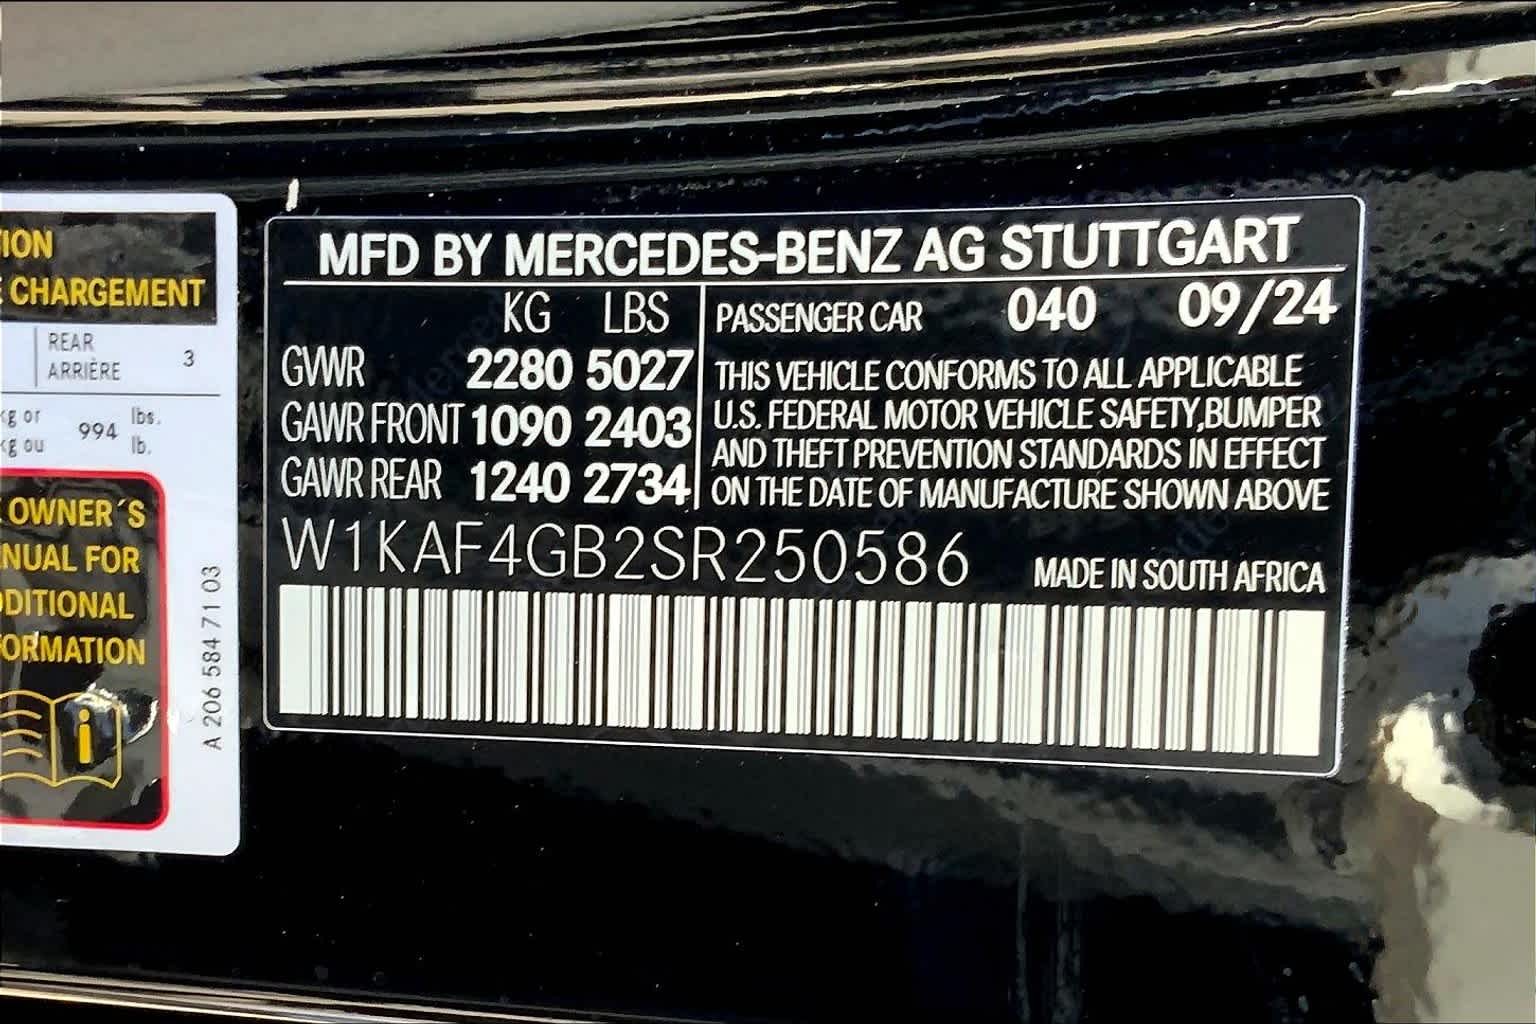 ION
CHARGEMENT
REAR
ARRIÈRE 3
kg or 994 lbs.
kg ou lb.
OWNER´S
NUAL FOR
DITIONAL
ORMATION
i
A 206 584 71 03
MFD BY MERCEDES-BENZ AG STUTTGART
KG LBS
GVWR 2280 5027
GAWR FRONT 1090 2403
GAWR REAR 1240 2734
PASSENGER CAR 040 09/24
THIS VEHICLE CONFORMS TO ALL APPLICABLE
U.S. FEDERAL MOTOR VEHICLE SAFETY,BUMPER
AND THEFT PREVENTION STANDARDS IN EFFECT
ON THE DATE OF MANUFACTURE SHOWN ABOVE
W1KAF4GB2SR250586
MADE IN SOUTH AFRICA